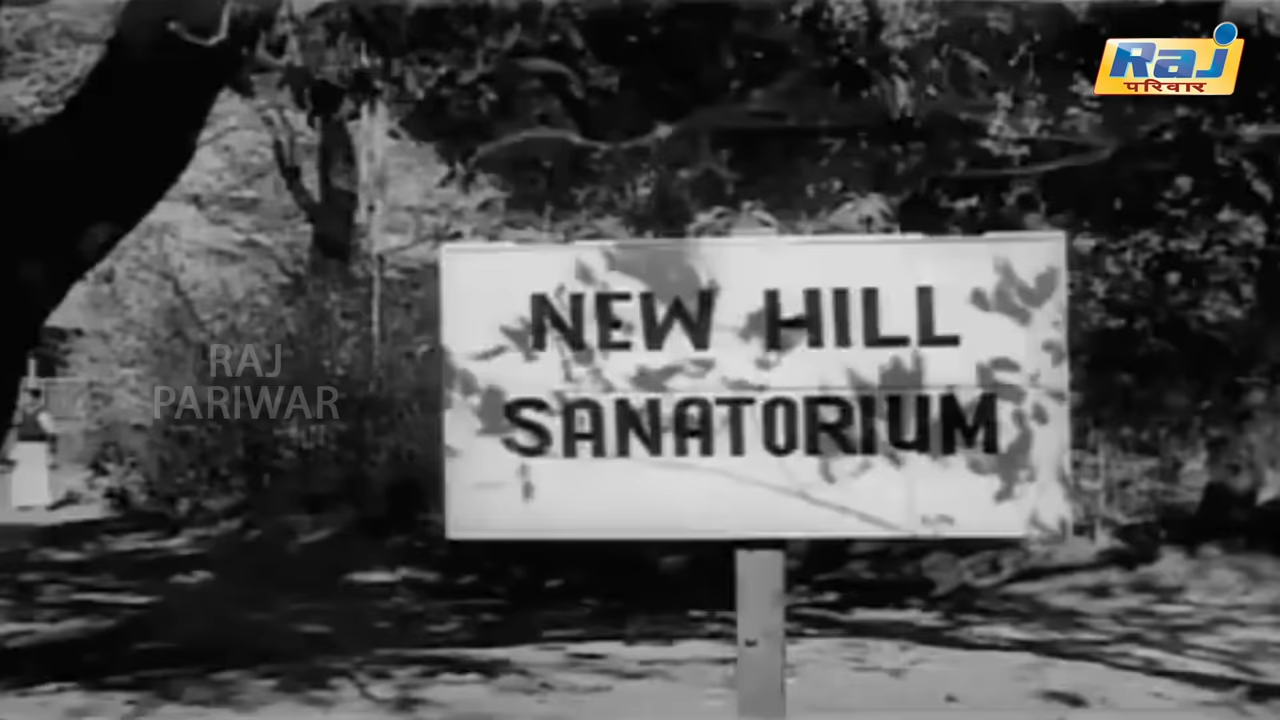 Raj
परिवार
NEW HILL
SANATORIUM
RAJ
PARIWAR